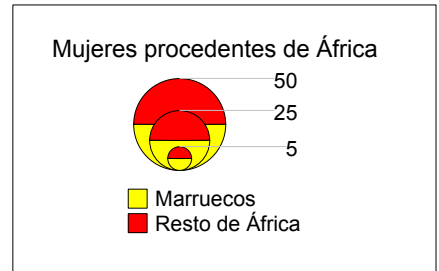 Mujeres procedentes de África
50
25
5
Marruecos
Resto de África